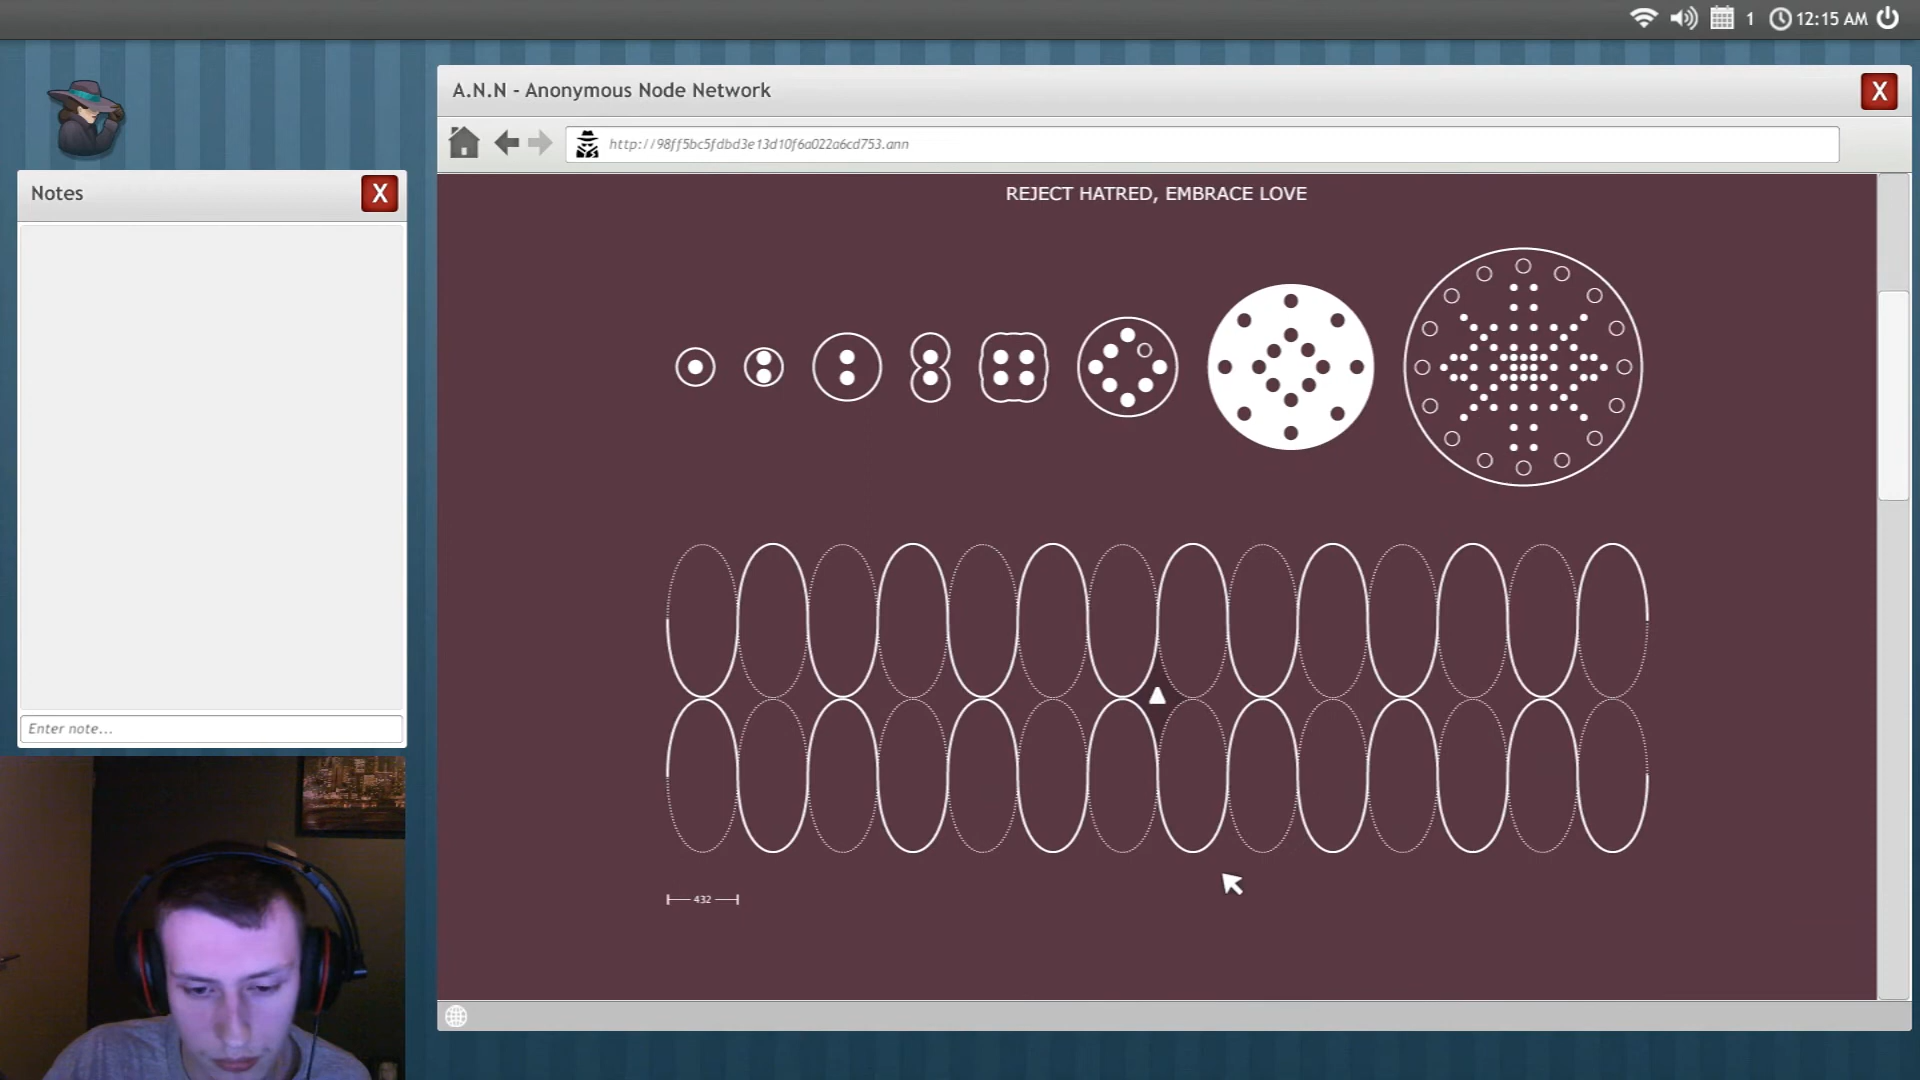 1 12:15 AM
A.N.N - Anonymous Node Network
X
http://98ff5bc5fdbd3e13d10f6a022a6cd753.ann
Notes
X
REJECT HATRED, EMBRACE LOVE
Enter note...
432